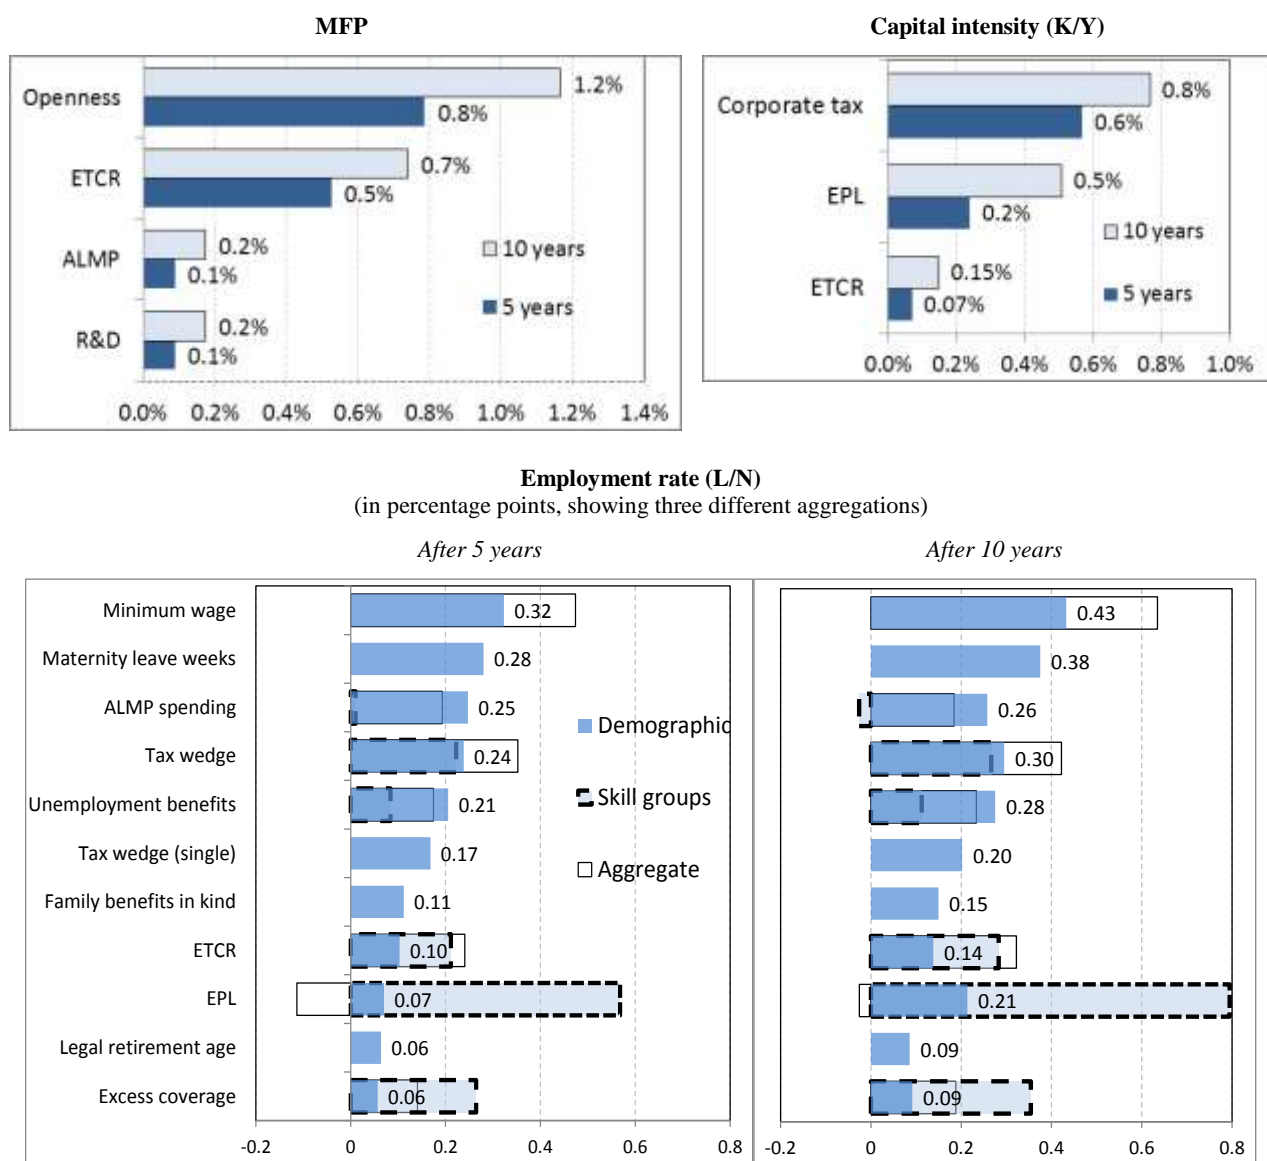 MFP
Openness
1.2%
0.8%
ETCR
0.7%
0.5%
ALMP
0.2%
0.1%
R&D
0.2%
0.1%
10 years
5 years
0.0% 0.2% 0.4% 0.6% 0.8% 1.0% 1.2% 1.4%
Capital intensity (K/Y)
Corporate tax
0.8%
0.6%
EPL
0.5%
0.2%
ETCR
0.15%
0.07%
10 years
5 years
0.0% 0.2% 0.4% 0.6% 0.8% 1.0%
Employment rate (L/N)
(in percentage points, showing three different aggregations)
After 5 years
After 10 years
Minimum wage 0.32 0.43
Maternity leave weeks 0.28 0.38
ALMP spending 0.25 0.26
Demographic
Tax wedge 0.24 0.30
Unemployment benefits 0.21 0.28
Skill groups
Tax wedge (single) 0.17 0.20
Aggregate
Family benefits in kind 0.11 0.15
ETCR 0.10 0.14
EPL 0.07 0.21
Legal retirement age 0.06 0.09
Excess coverage 0.06 0.09
-0.2 0 0.2 0.4 0.6 0.8
-0.2 0 0.2 0.4 0.6 0.8